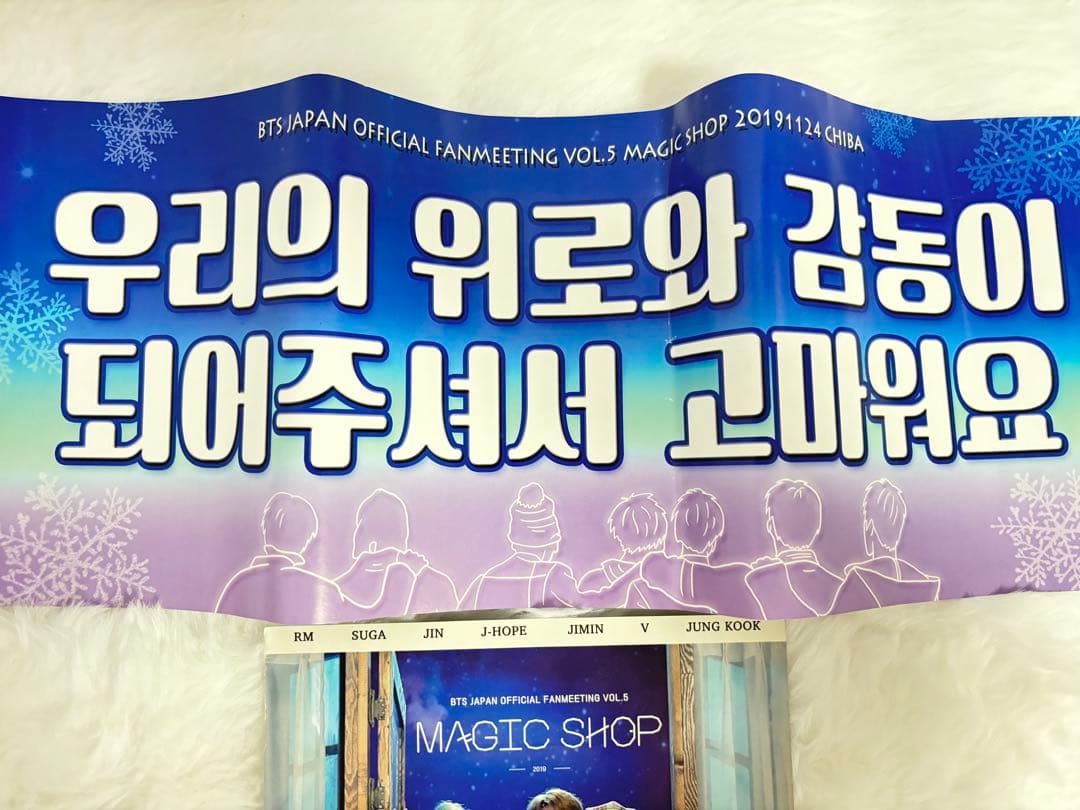 BTS JAPAN OFFICIAL FANMEETING VOL.5 MAGIC SHOP 20191124 CHIBA
우리의 위로와 감동이
되어주셔서 고마워요
RM SUGA JIN J-HOPE JIMIN V JUNG KOOK
BTS JAPAN OFFICIAL FANMEETING VOL.5
MAGIC SHOP
2019